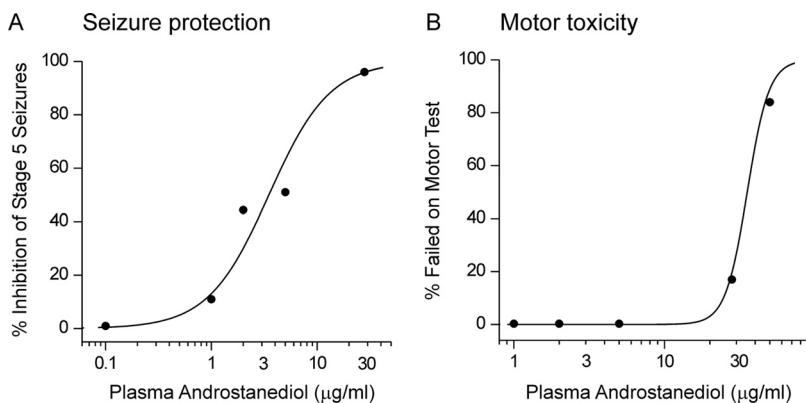 A Seizure protection
% Inhibition of Stage 5 Seizures
100
80
60
40
20
0
0.1 1 3 10 30
Plasma Androstanediol (μg/ml)
B Motor toxicity
% Failed on Motor Test
100
80
60
40
20
0
1 3 10 30
Plasma Androstanediol (μg/ml)